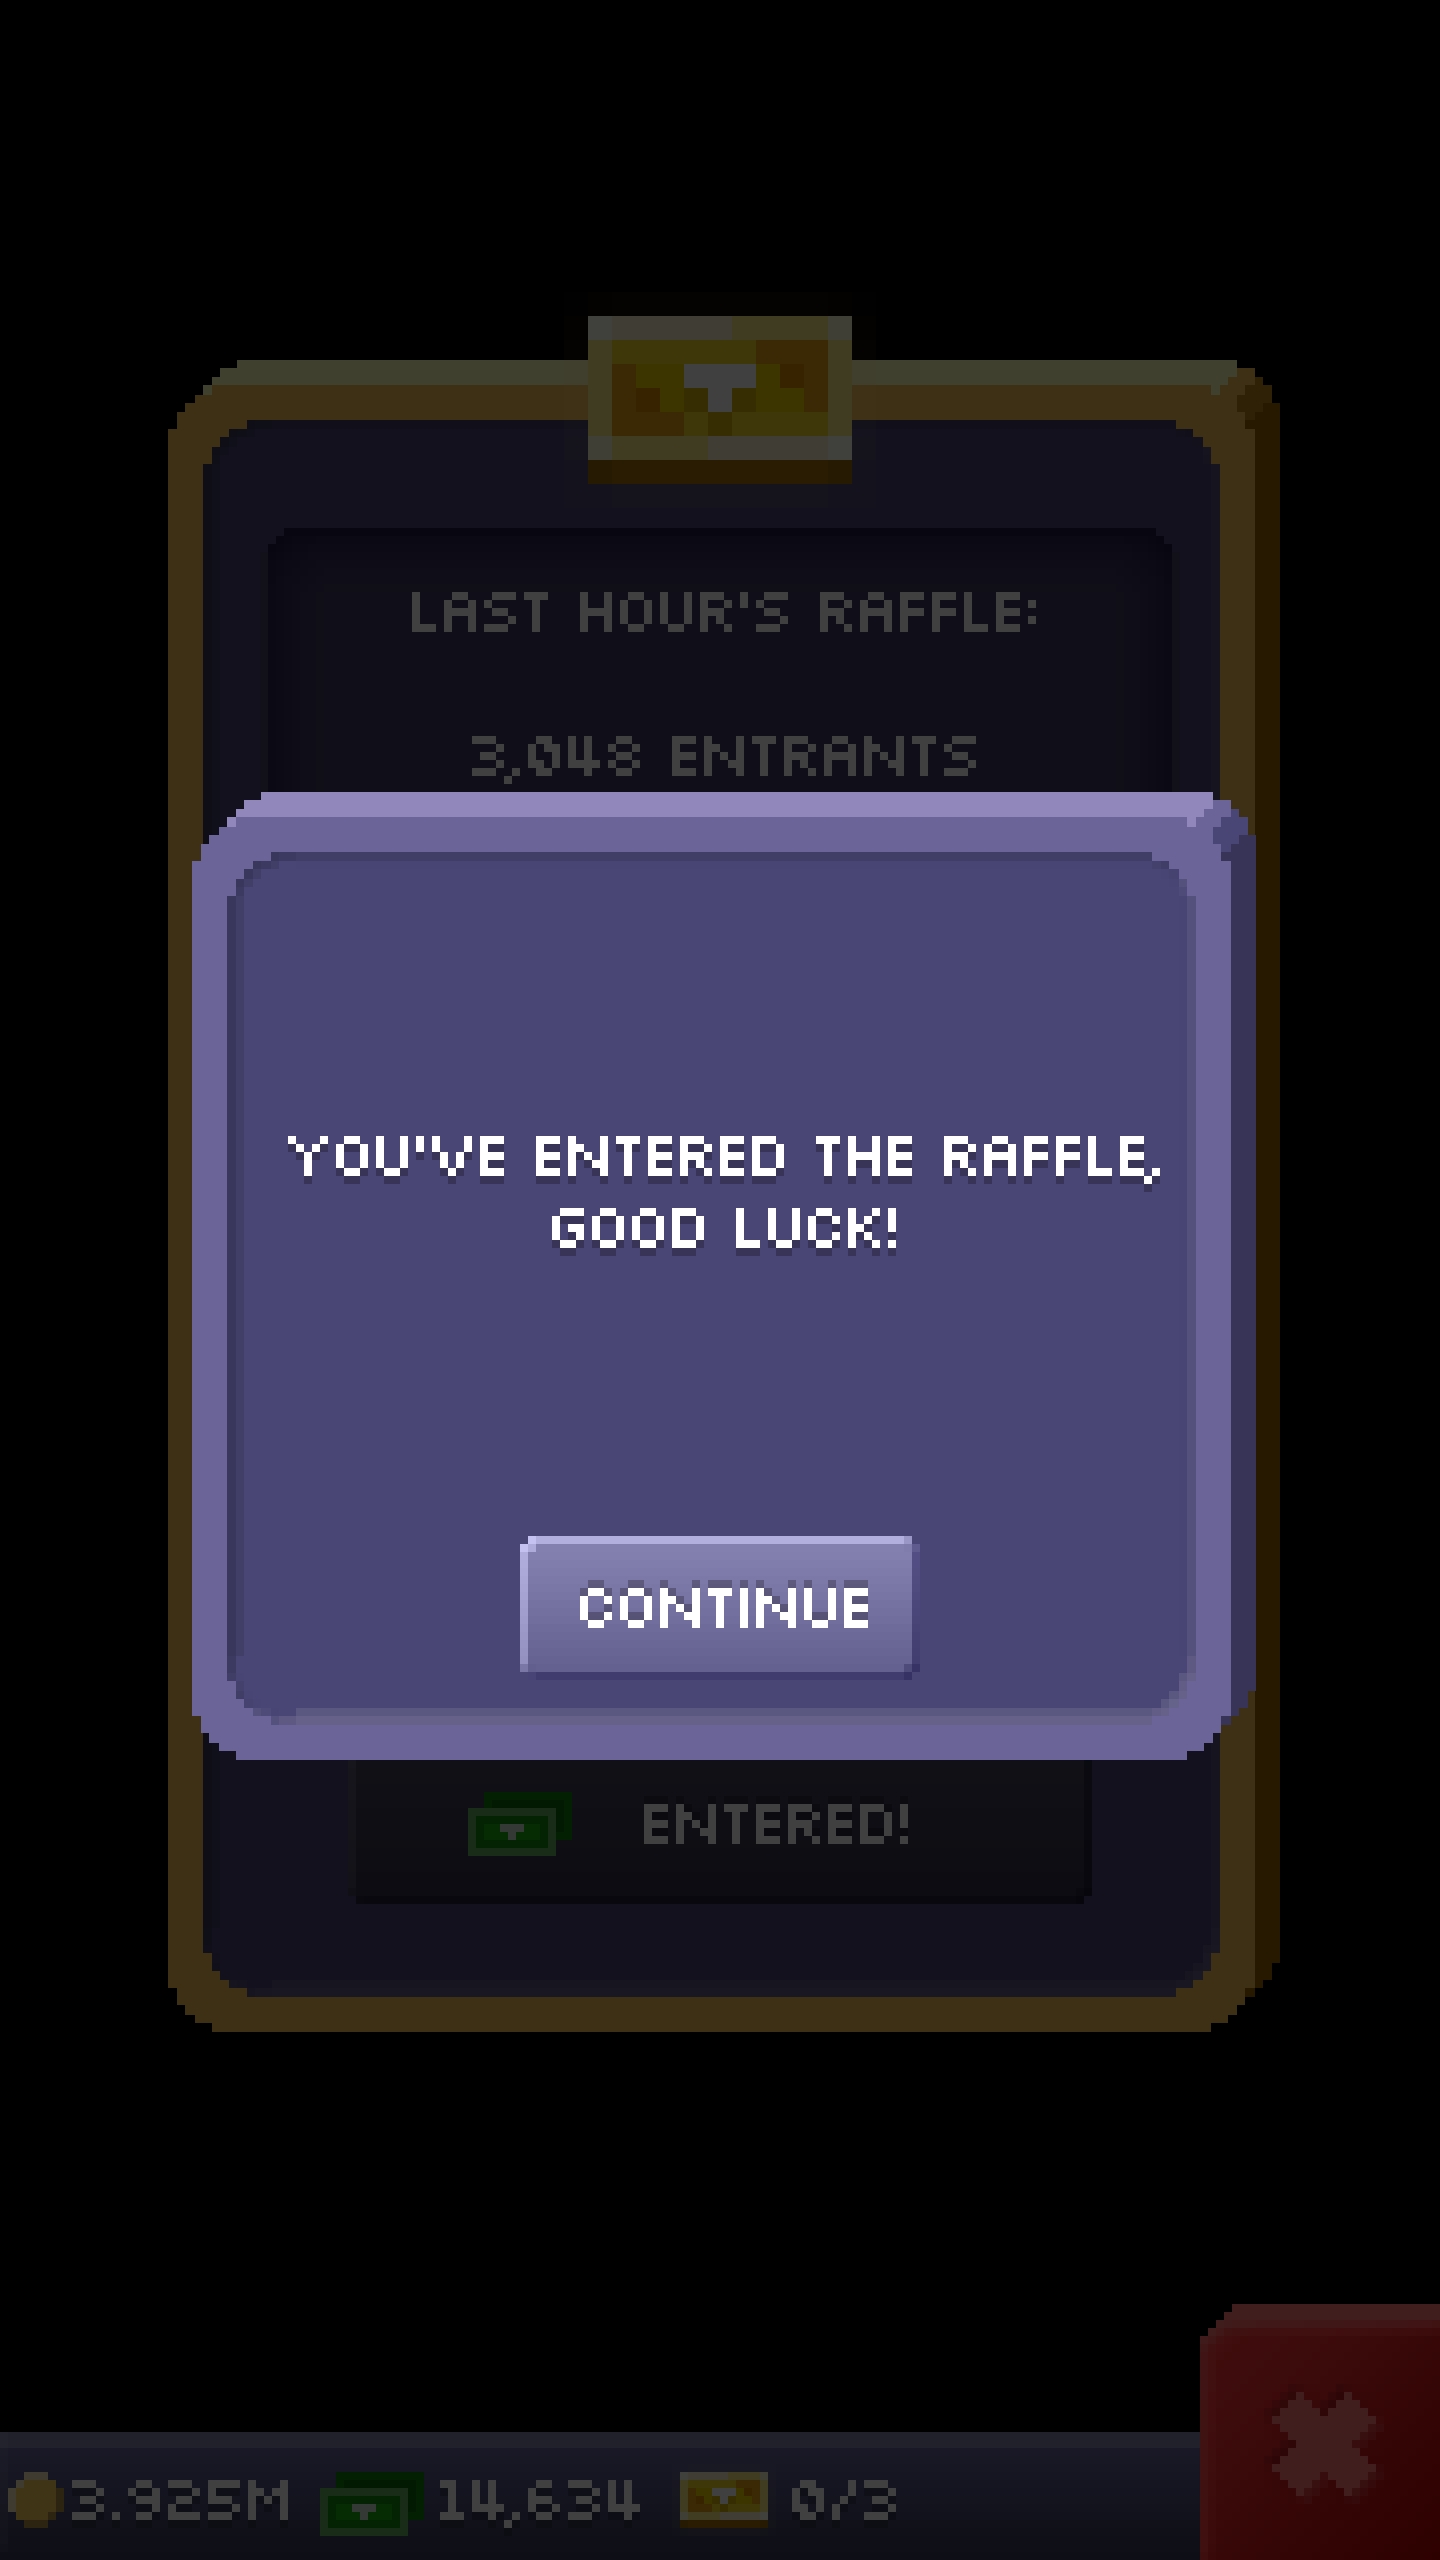 LAST HOUR'S RAFFLE:
3,048 ENTRANTS
YOU'VE ENTERED THE RAFFLE,
GOOD LUCK!
CONTINUE
ENTERED!
3.925M 14,634 0/3